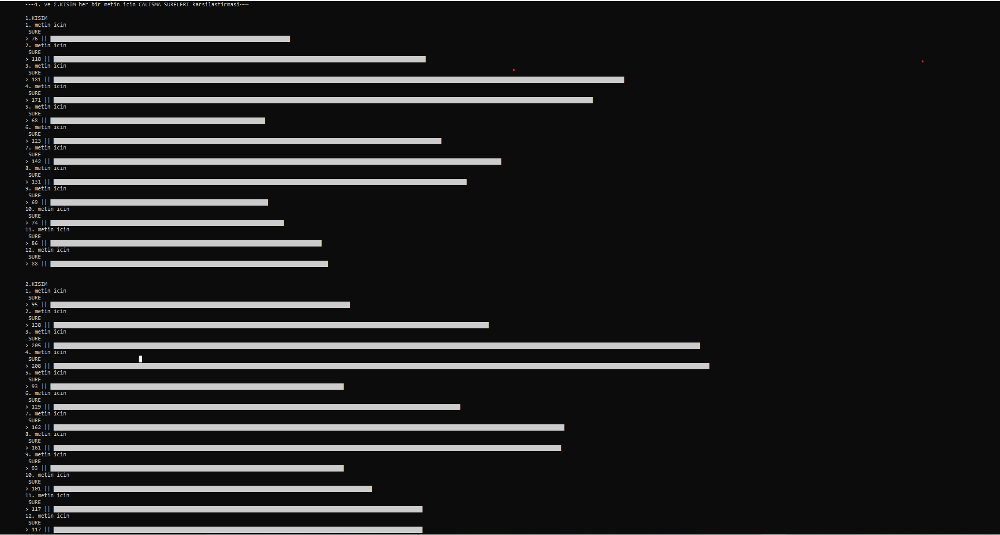 ~~~1. ve 2.KISIM her bir metin icin CALISMA SURELERI karsilastirmasi~~~
1.KISIM
1. metin icin
SURE
> 76 ||
2. metin icin
SURE
> 118 ||
3. metin icin
SURE
> 181 ||
4. metin icin
SURE
> 171 ||
5. metin icin
SURE
> 68 ||
6. metin icin
SURE
> 123 ||
7. metin icin
SURE
> 142 ||
8. metin icin
SURE
> 131 ||
9. metin icin
SURE
> 69 ||
10. metin icin
SURE
> 74 ||
11. metin icin
SURE
> 86 ||
12. metin icin
SURE
> 88 ||
2.KISIM
1. metin icin
SURE
> 95 ||
2. metin icin
SURE
> 138 ||
3. metin icin
SURE
> 205 ||
4. metin icin
SURE
> 208 ||
5. metin icin
SURE
> 93 ||
6. metin icin
SURE
> 129 ||
7. metin icin
SURE
> 162 ||
8. metin icin
SURE
> 161 ||
9. metin icin
SURE
> 93 ||
10. metin icin
SURE
> 101 ||
11. metin icin
SURE
> 117 ||
12. metin icin
SURE
> 117 ||